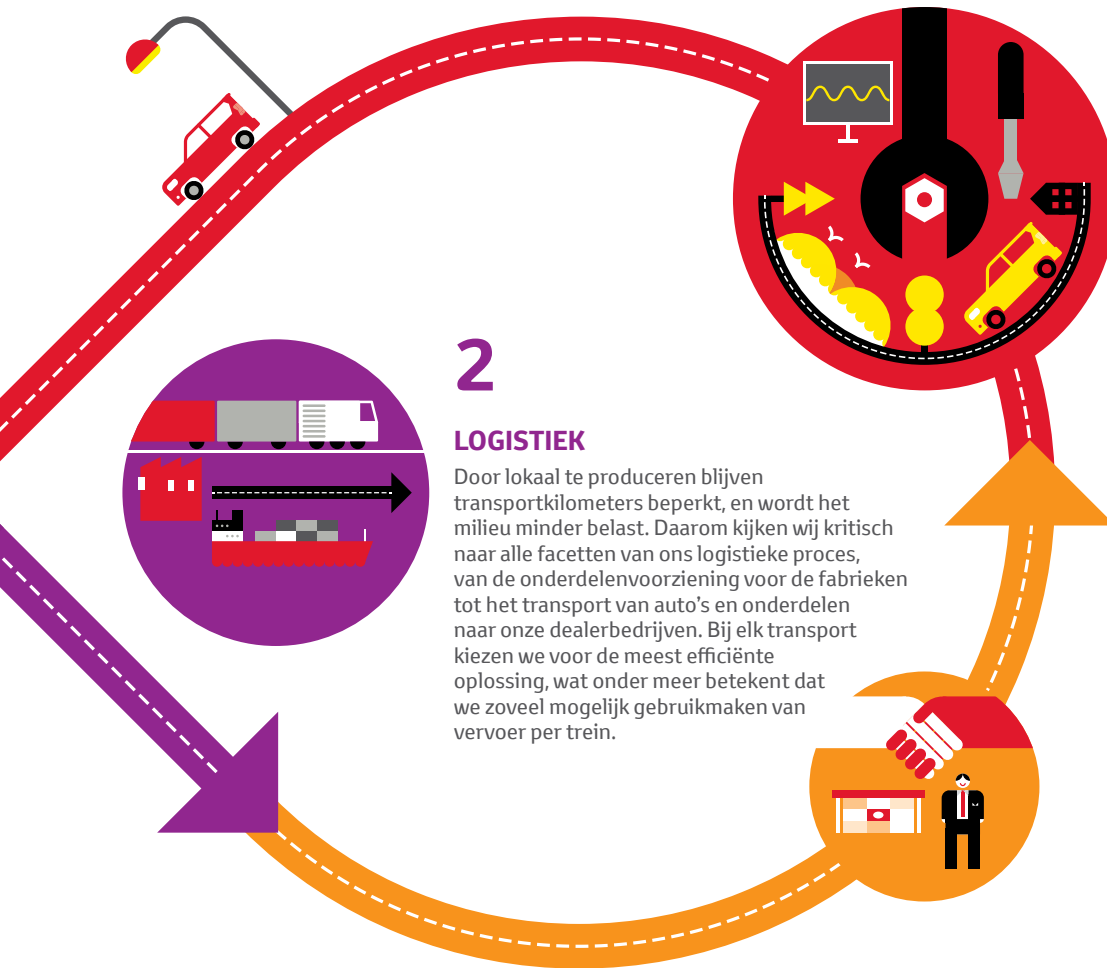 2
LOGISTIEK
Door lokaal te produceren blijven
transportkilometers beperkt, en wordt het
milieu minder belast. Daarom kijken wij kritisch
naar alle facetten van ons logistieke proces,
van de onderdelenvoorziening voor de fabrieken
tot het transport van auto’s en onderdelen
naar onze dealerbedrijven. Bij elk transport
kiezen we voor de meest efficiënte
oplossing, wat onder meer betekent dat
we zoveel mogelijk gebruikmaken van
vervoer per trein.